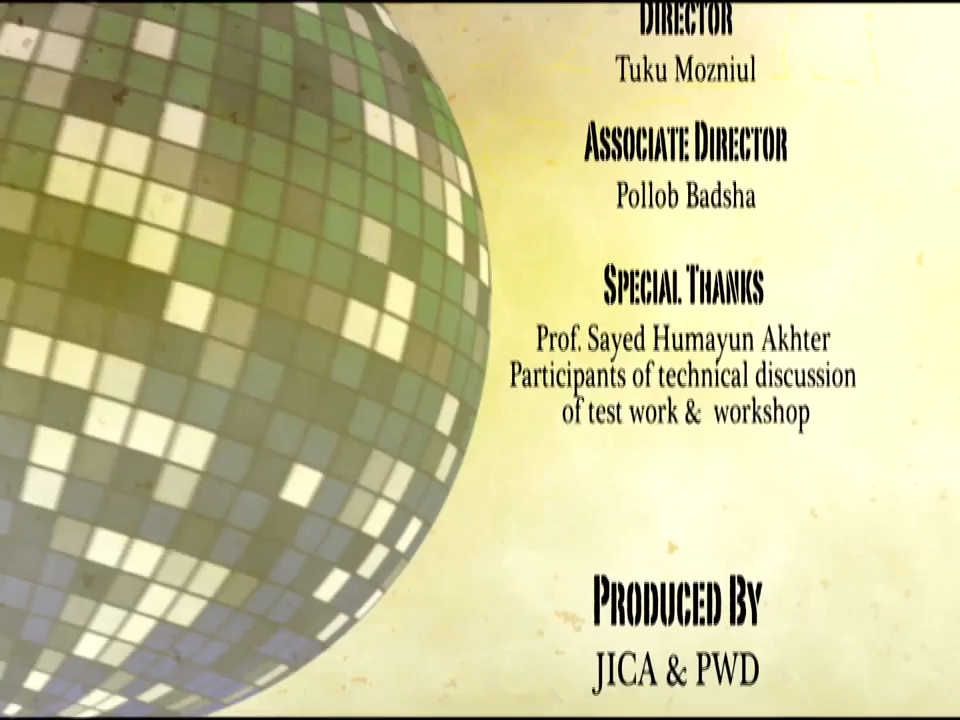 DIRECTOR
Tuku Mozniul
ASSOCIATE DIRECTOR
Pollob Badsha
SPECIAL THANKS
Prof. Sayed Humayun Akhter
Participants of technical discussion
of test work & workshop
PRODUCED BY
JICA & PWD